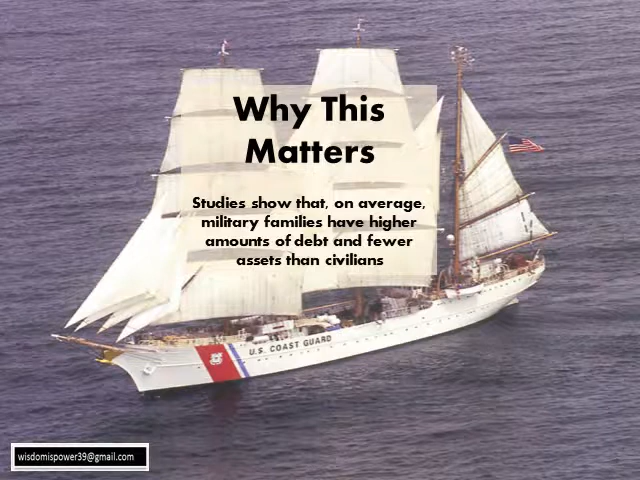 Why This
Matters
Studies show that, on average,
military families have higher
amounts of debt and fewer
assets than civilians
U.S. COAST GUARD
wisdomispower39@gmail.com